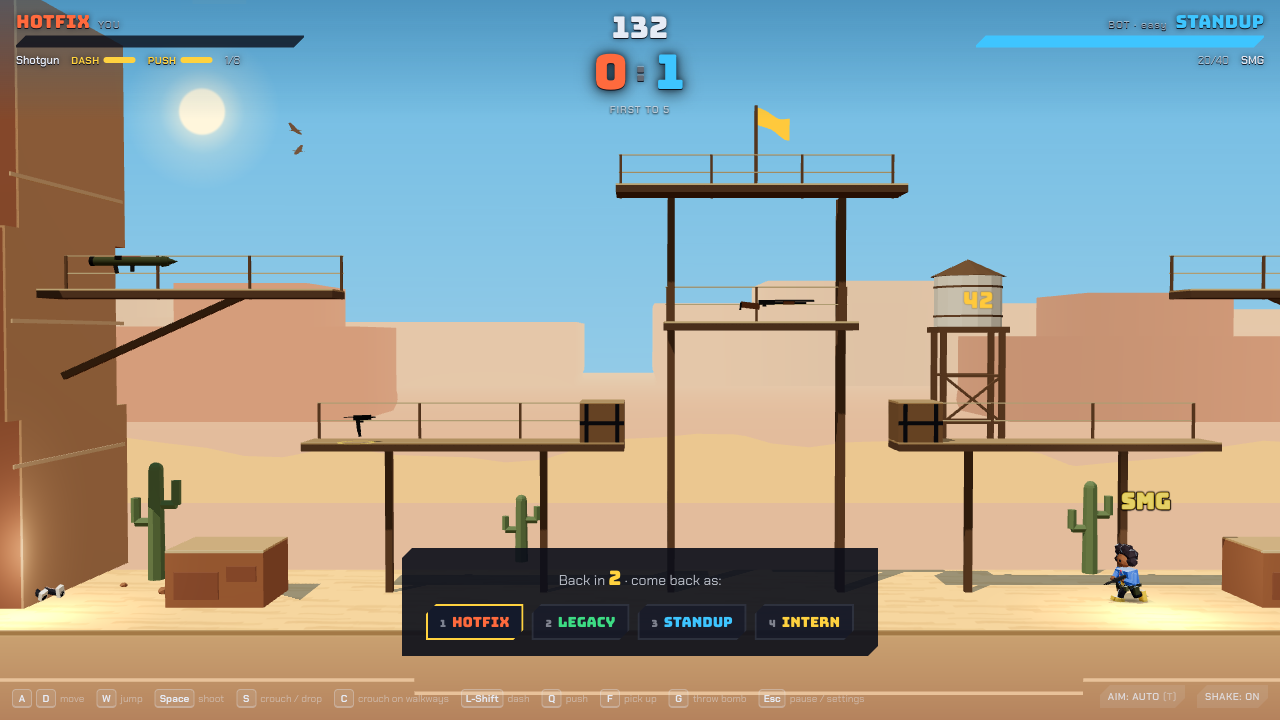 HOTFIX YOU
132
BOT · easy STANDUP
Shotgun DASH PUSH 1/8
0 : 1
20/40 SMG
FIRST TO 5
42
SMG
Back in 2 · come back as:
1 HOTFIX 2 LEGACY 3 STANDUP 4 INTERN
A D move W jump Space shoot S crouch / drop C crouch on walkways L-Shift dash Q push F pick up G throw bomb Esc pause / settings AIM: AUTO (T) SHAKE: ON